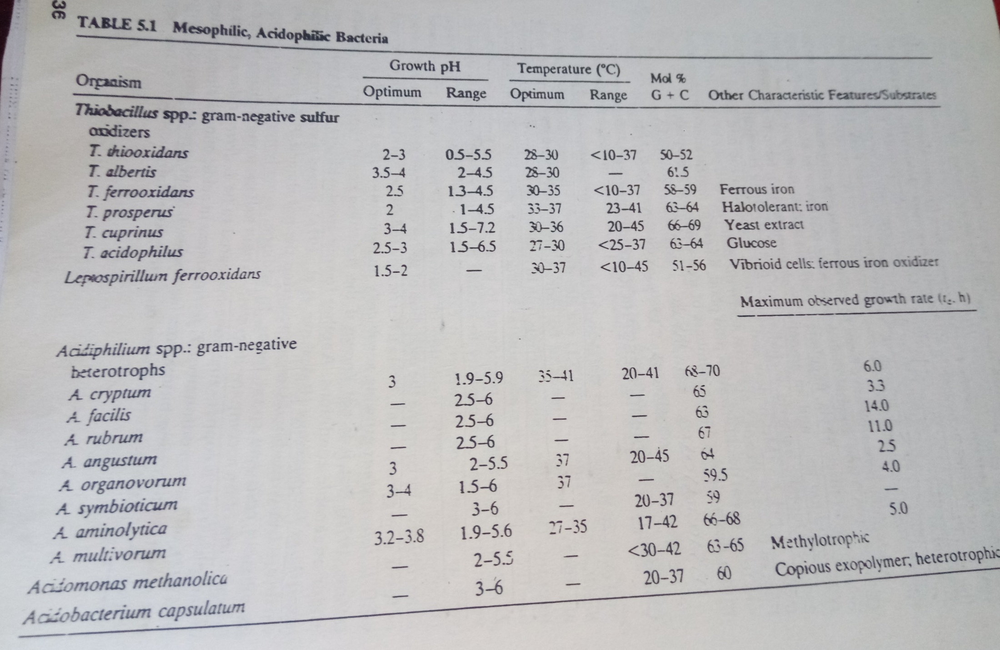 36
TABLE 5.1 Mesophilic, Acidophilic Bacteria
Growth pH Temperature (°C) Mol %
Organism Optimum Range Optimum Range G + C Other Characteristic Features/Substrates
Thiobacillus spp.: gram-negative sulfur
oxidizers
T. thiooxidans 2–3 0.5–5.5 28–30 <10–37 50–52
T. albertis 3.5–4 2–4.5 28–30 — 61.5
T. ferrooxidans 2.5 1.3–4.5 30–35 <10–37 58–59 Ferrous iron
T. prosperus 2 1–4.5 33–37 23–41 63–64 Halotolerant; iron
T. cuprinus 3–4 1.5–7.2 30–36 20–45 66–69 Yeast extract
T. acidophilus 2.5–3 1.5–6.5 27–30 <25–37 63–64 Glucose
Leptospirillum ferrooxidans 1.5–2 — 30–37 <10–45 51–56 Vibrioid cells; ferrous iron oxidizer
Maximum observed growth rate (h)
Acidiphilium spp.: gram-negative
heterotrophs
A. cryptum 3 1.9–5.9 35–41 20–41 68–70 6.0
A. facilis — 2.5–6 — — 65 3.3
A. rubrum — 2.5–6 — — 63 14.0
A. angustum — 2.5–6 — — 67 11.0
A. organovorum 3 2–5.5 37 20–45 64 2.5
A. symbioticum 3–4 1.5–6 37 — 59.5 4.0
A. aminolytica — 3–6 — 20–37 59 —
A. multivorum 3.2–3.8 1.9–5.6 27–35 17–42 66–68 5.0
Acidomonas methanolica — 2–5.5 — <30–42 63–65 Methylotrophic
Acidobacterium capsulatum — 3–6 — 20–37 60 Copious exopolymer; heterotrophic